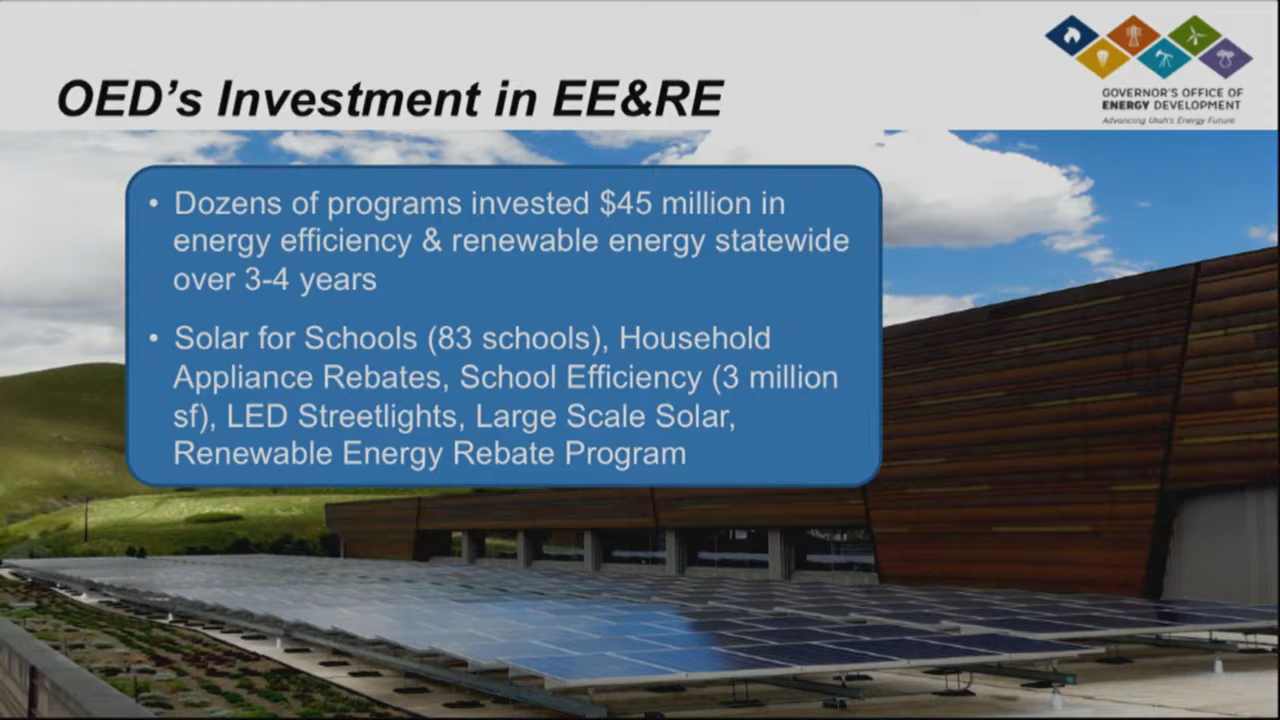 OED’s Investment in EE&RE
GOVERNOR'S OFFICE OF
ENERGY DEVELOPMENT
Advancing Utah's Energy Future
• Dozens of programs invested $45 million in
energy efficiency & renewable energy statewide
over 3-4 years
• Solar for Schools (83 schools), Household
Appliance Rebates, School Efficiency (3 million
sf), LED Streetlights, Large Scale Solar,
Renewable Energy Rebate Program